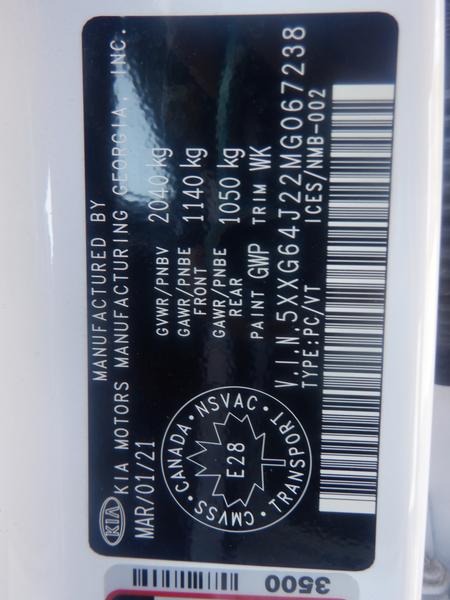 MANUFACTURED BY
KIA KIA MOTORS MANUFACTURING GEORGIA, INC.
MAR/01/21
GVWR/PNBV 2040 kg
GAWR/PNBE 1140 kg
FRONT
GAWR/PNBE 1050 kg
REAR
PAINT GWP TRIM WK
CANADA • NSVAC • TRANSPORT • CMVSS •
E28
V.I.N.5XXG64J22MG067238
TYPE:PC/VT ICES/NMB-002
3500